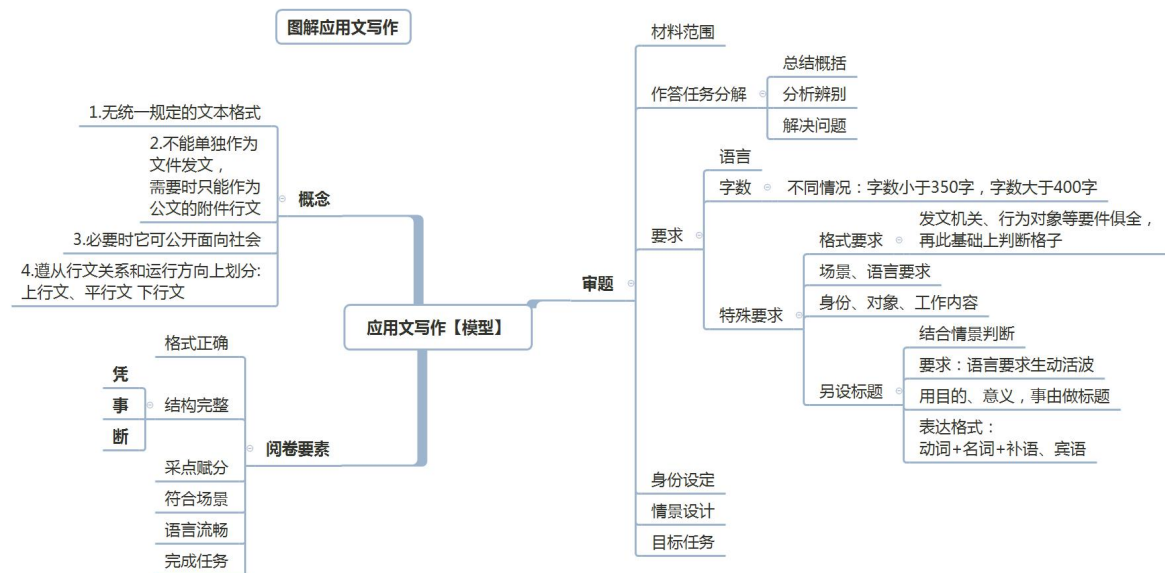 图解应用文写作
应用文写作【模型】
概念
1.无统一规定的文本格式
2.不能单独作为
文件发文，
需要时只能作为
公文的附件行文
3.必要时它可公开面向社会
4.遵从行文关系和运行方向上划分:
上行文、平行文 下行文
阅卷要素
格式正确
结构完整
凭
事
断
采点赋分
符合场景
语言流畅
完成任务
审题
材料范围
作答任务分解
总结概括
分析辨别
解决问题
要求
语言
字数
不同情况：字数小于350字，字数大于400字
特殊要求
格式要求
发文机关、行为对象等要件俱全，
再此基础上判断格子
场景、语言要求
身份、对象、工作内容
另设标题
结合情景判断
要求：语言要求生动活波
用目的、意义，事由做标题
表达格式：
动词+名词+补语、宾语
身份设定
情景设计
目标任务